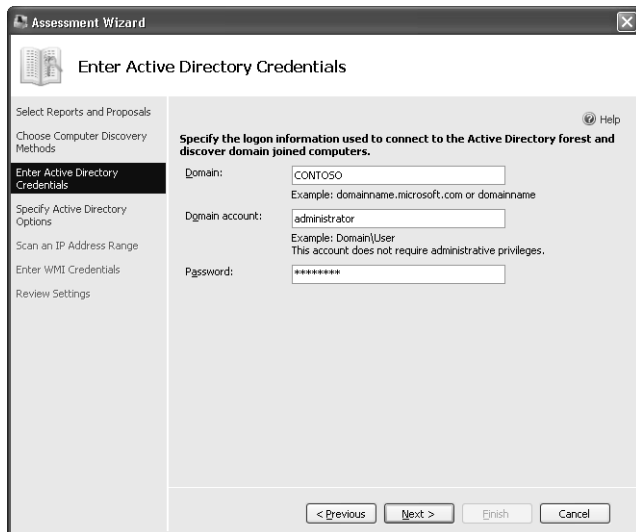 Assessment Wizard
Enter Active Directory Credentials
Select Reports and Proposals
Choose Computer Discovery
Methods
Enter Active Directory
Credentials
Specify Active Directory
Options
Scan an IP Address Range
Enter WMI Credentials
Review Settings
Help
Specify the logon information used to connect to the Active Directory forest and
discover domain joined computers.
Domain:
CONTOSO
Example: domainname.microsoft.com or domainname
Domain account:
administrator
Example: Domain\User
This account does not require administrative privileges.
Password:
********
< Previous
Next >
Finish
Cancel